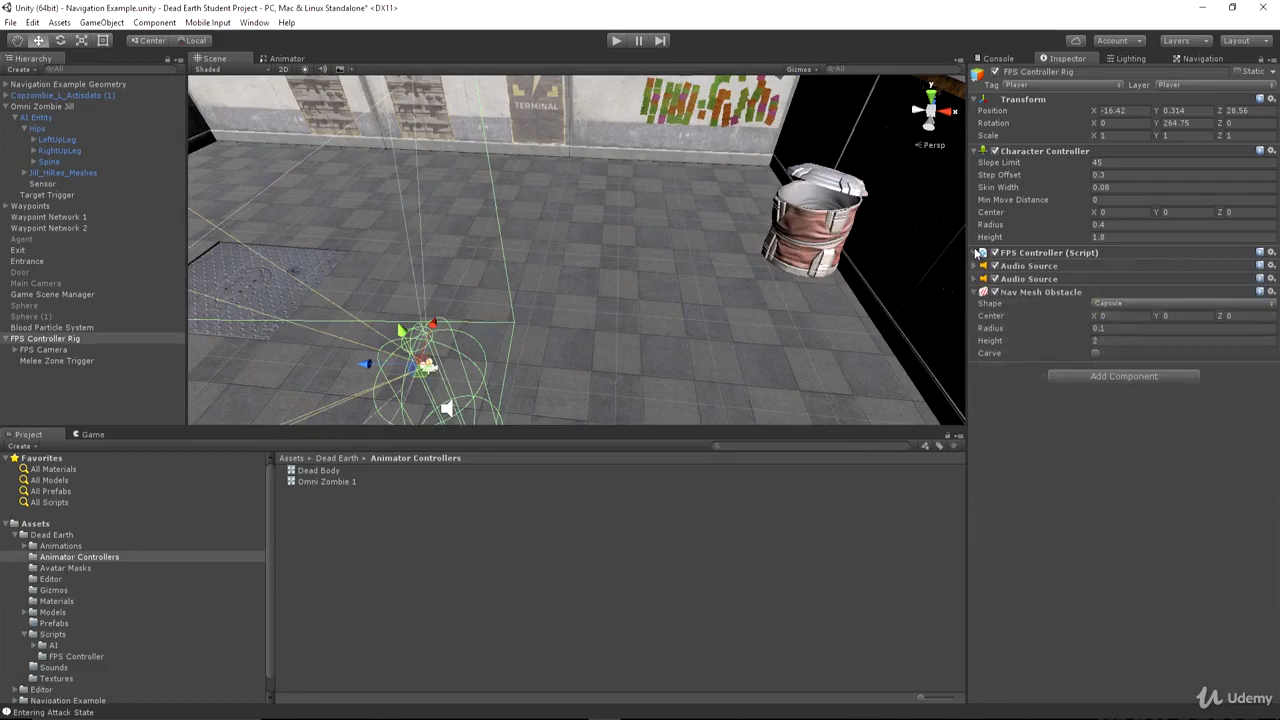 Unity (64bit) - Navigation Example.unity - Dead Earth Student Project - PC, Mac & Linux Standalone* <DX11>
File Edit Assets GameObject Component Mobile Input Window Help
Center Local Account Layers Layout
Hierarchy
Create All
Navigation Example Geometry
Copzombie_L_Actisdato (1)
Omni Zombie Jill
AI Entity
Hips
LeftUpLeg
RightUpLeg
Spine
Jill_HiRes_Meshes
Sensor
Target Trigger
Waypoints
Waypoint Network 1
Waypoint Network 2
Agent
Exit
Entrance
Door
Main Camera
Game Scene Manager
Sphere
Sphere (1)
Blood Particle System
FPS Controller Rig
FPS Camera
Melee Zone Trigger
Scene Animator
Shaded 2D Gizmos All
TERMINAL
y
x
Persp
Console Inspector Lighting Navigation
FPS Controller Rig Static
Tag Player Layer Player
Transform
Position X -16.42 Y 0.314 Z 28.56
Rotation X 0 Y 264.75 Z 0
Scale X 1 Y 1 Z 1
Character Controller
Slope Limit 45
Step Offset 0.3
Skin Width 0.08
Min Move Distance 0
Center X 0 Y 0 Z 0
Radius 0.4
Height 1.8
FPS Controller (Script)
Audio Source
Audio Source
Nav Mesh Obstacle
Shape Capsule
Center X 0 Y 0 Z 0
Radius 0.1
Height 2
Carve
Add Component
Project Game
Create
Favorites
All Materials
All Models
All Prefabs
All Scripts
Assets
Dead Earth
Animations
Animator Controllers
Avatar Masks
Editor
Gizmos
Materials
Models
Prefabs
Scripts
AI
FPS Controller
Sounds
Textures
Editor
Navigation Example
Assets Dead Earth Animator Controllers
Dead Body
Omni Zombie 1
Entering Attack State
Udemy